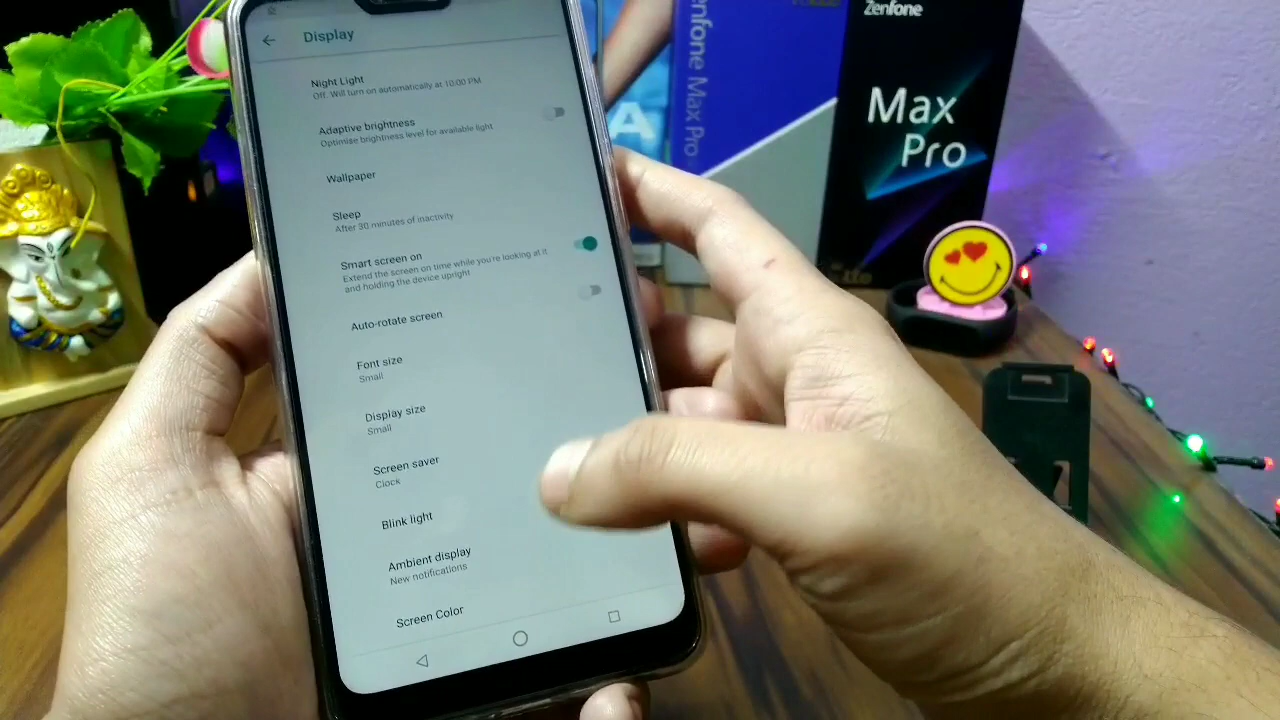 Display
Night Light
Off. Will turn on automatically at 10:00 PM
Adaptive brightness
Optimise brightness level for available light
Wallpaper
Sleep
After 30 minutes of inactivity
Smart screen on
Extend the screen on time while you're looking at it
and holding the device upright
Auto-rotate screen
Font size
Small
Display size
Small
Screen saver
Clock
Blink light
Ambient display
New notifications
Screen Color
A
Zenfone Max Pro
Zenfone
Max
Pro